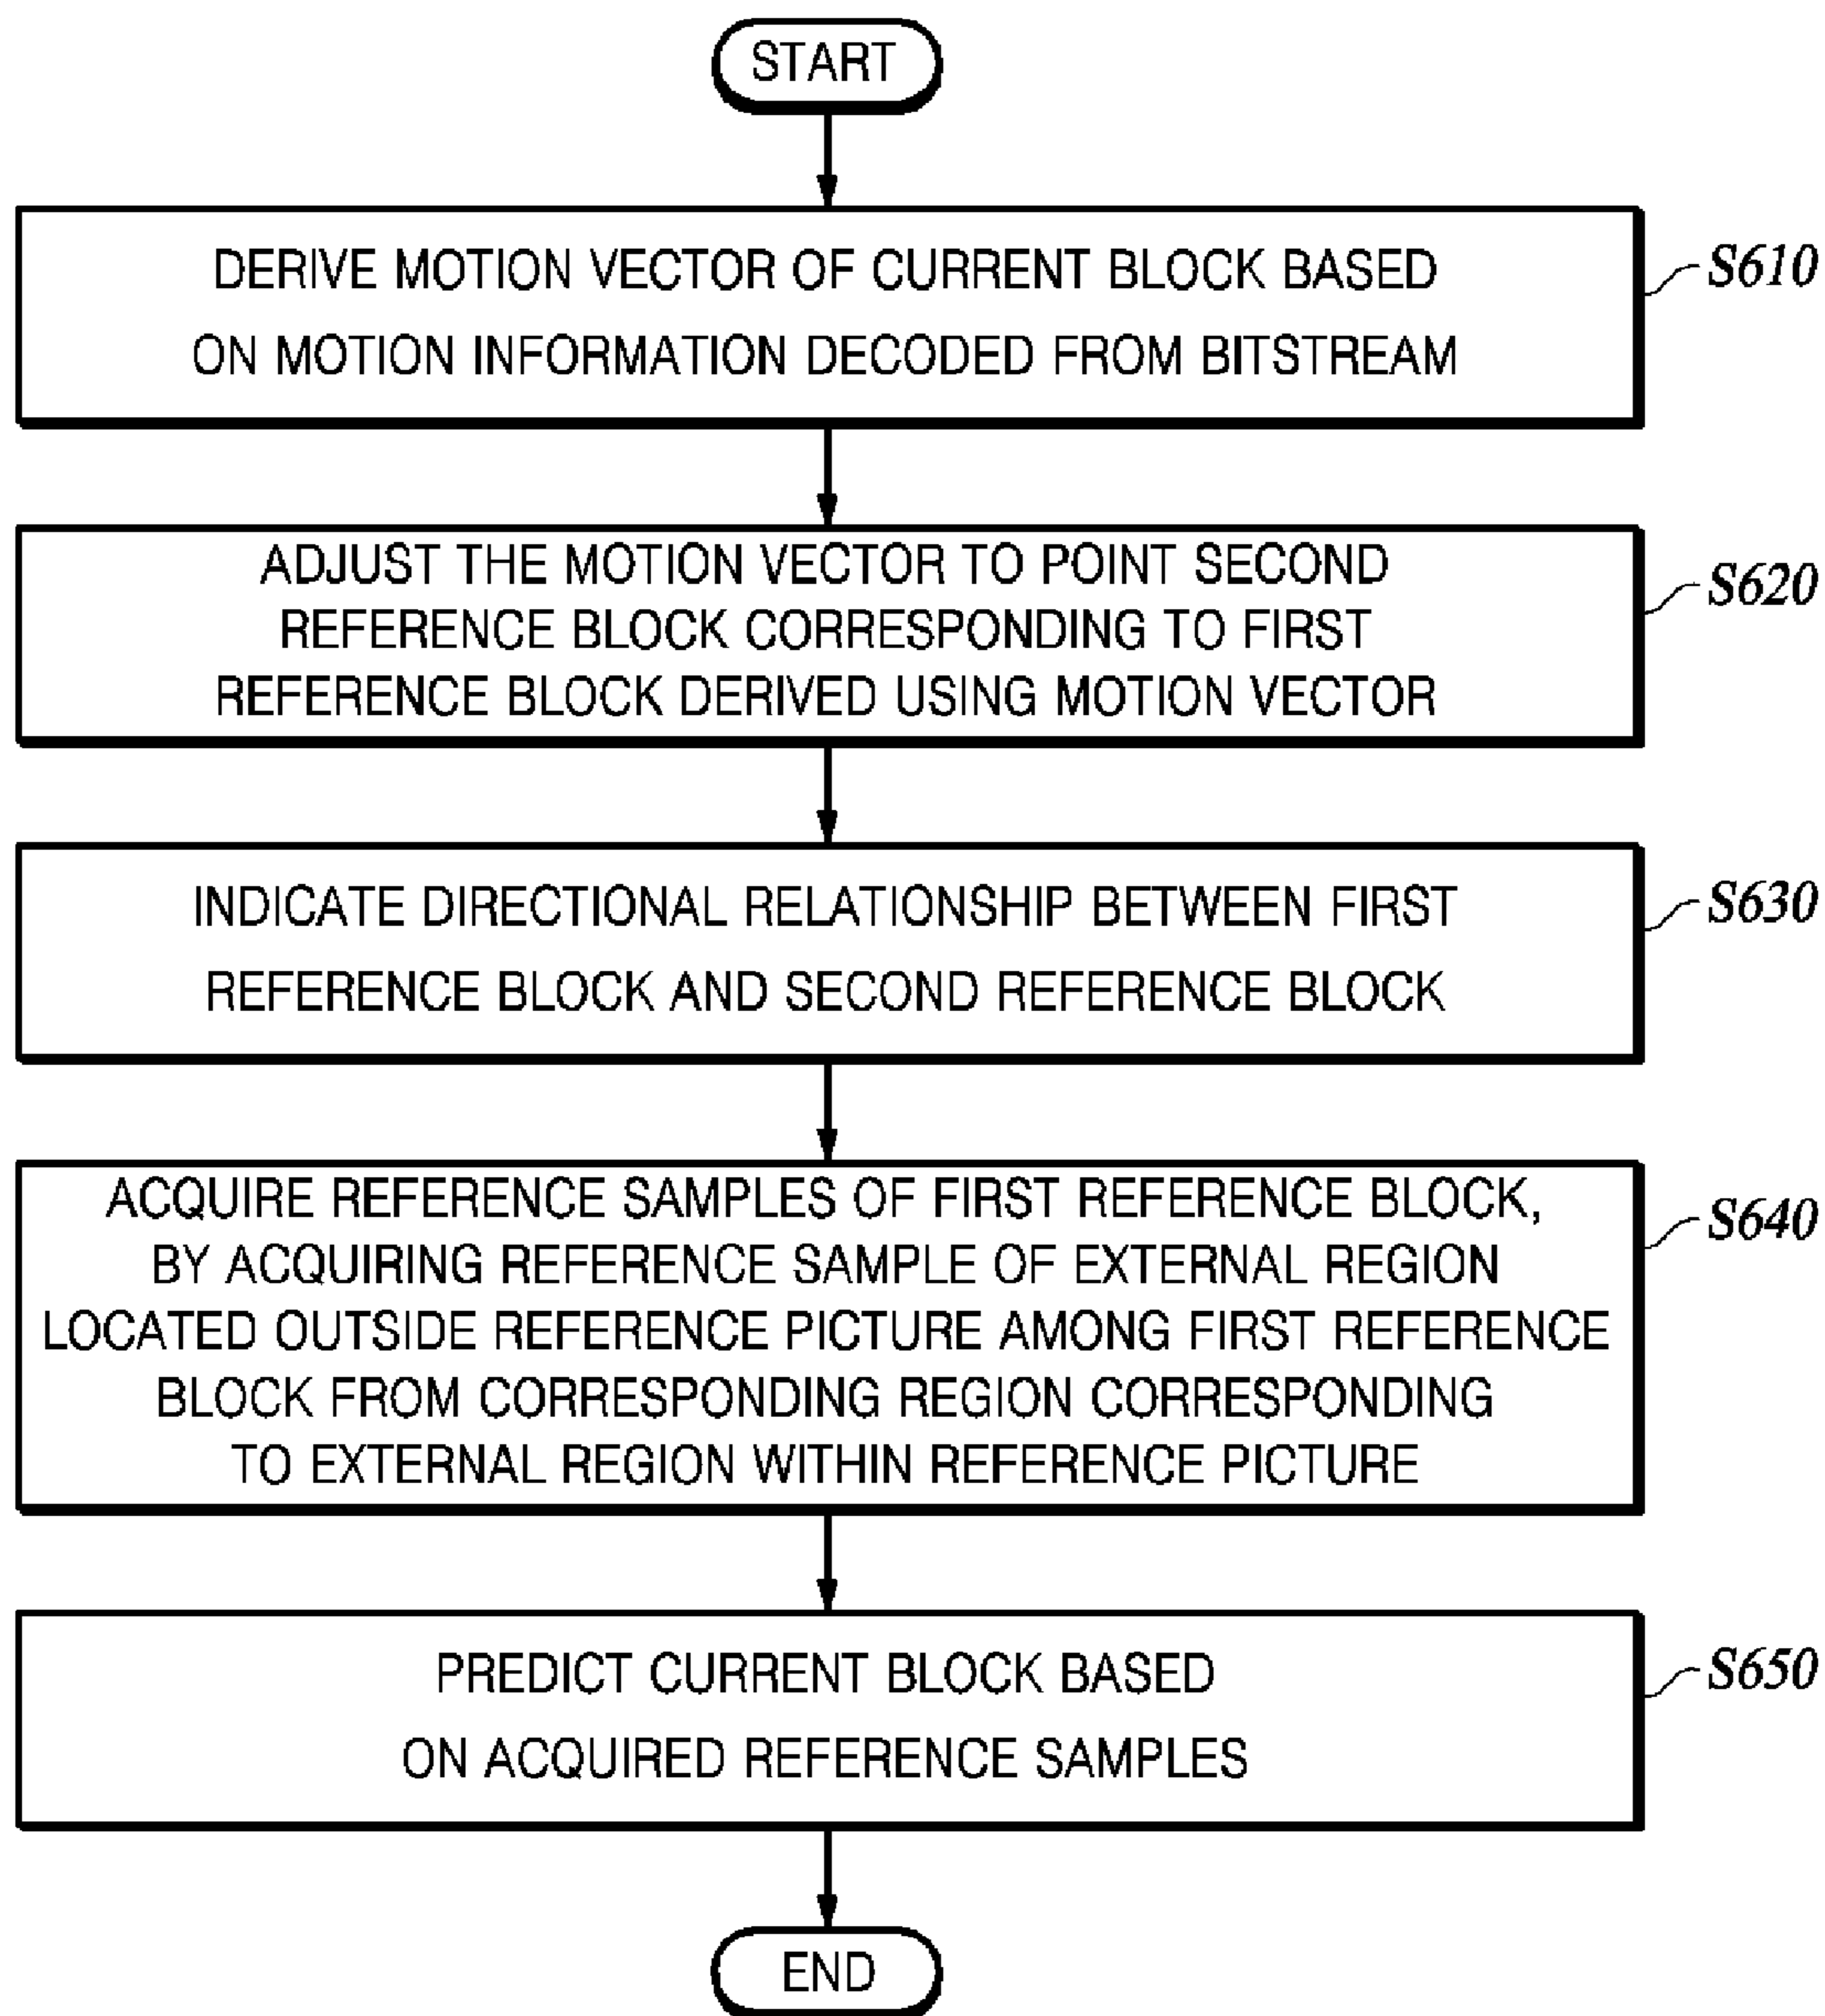 START
DERIVE MOTION VECTOR OF CURRENT BLOCK BASED
ON MOTION INFORMATION DECODED FROM BITSTREAM
S610
ADJUST THE MOTION VECTOR TO POINT SECOND
REFERENCE BLOCK CORRESPONDING TO FIRST
REFERENCE BLOCK DERIVED USING MOTION VECTOR
S620
INDICATE DIRECTIONAL RELATIONSHIP BETWEEN FIRST
REFERENCE BLOCK AND SECOND REFERENCE BLOCK
S630
ACQUIRE REFERENCE SAMPLES OF FIRST REFERENCE BLOCK,
BY ACQUIRING REFERENCE SAMPLE OF EXTERNAL REGION
LOCATED OUTSIDE REFERENCE PICTURE AMONG FIRST REFERENCE
BLOCK FROM CORRESPONDING REGION CORRESPONDING
TO EXTERNAL REGION WITHIN REFERENCE PICTURE
S640
PREDICT CURRENT BLOCK BASED
ON ACQUIRED REFERENCE SAMPLES
S650
END